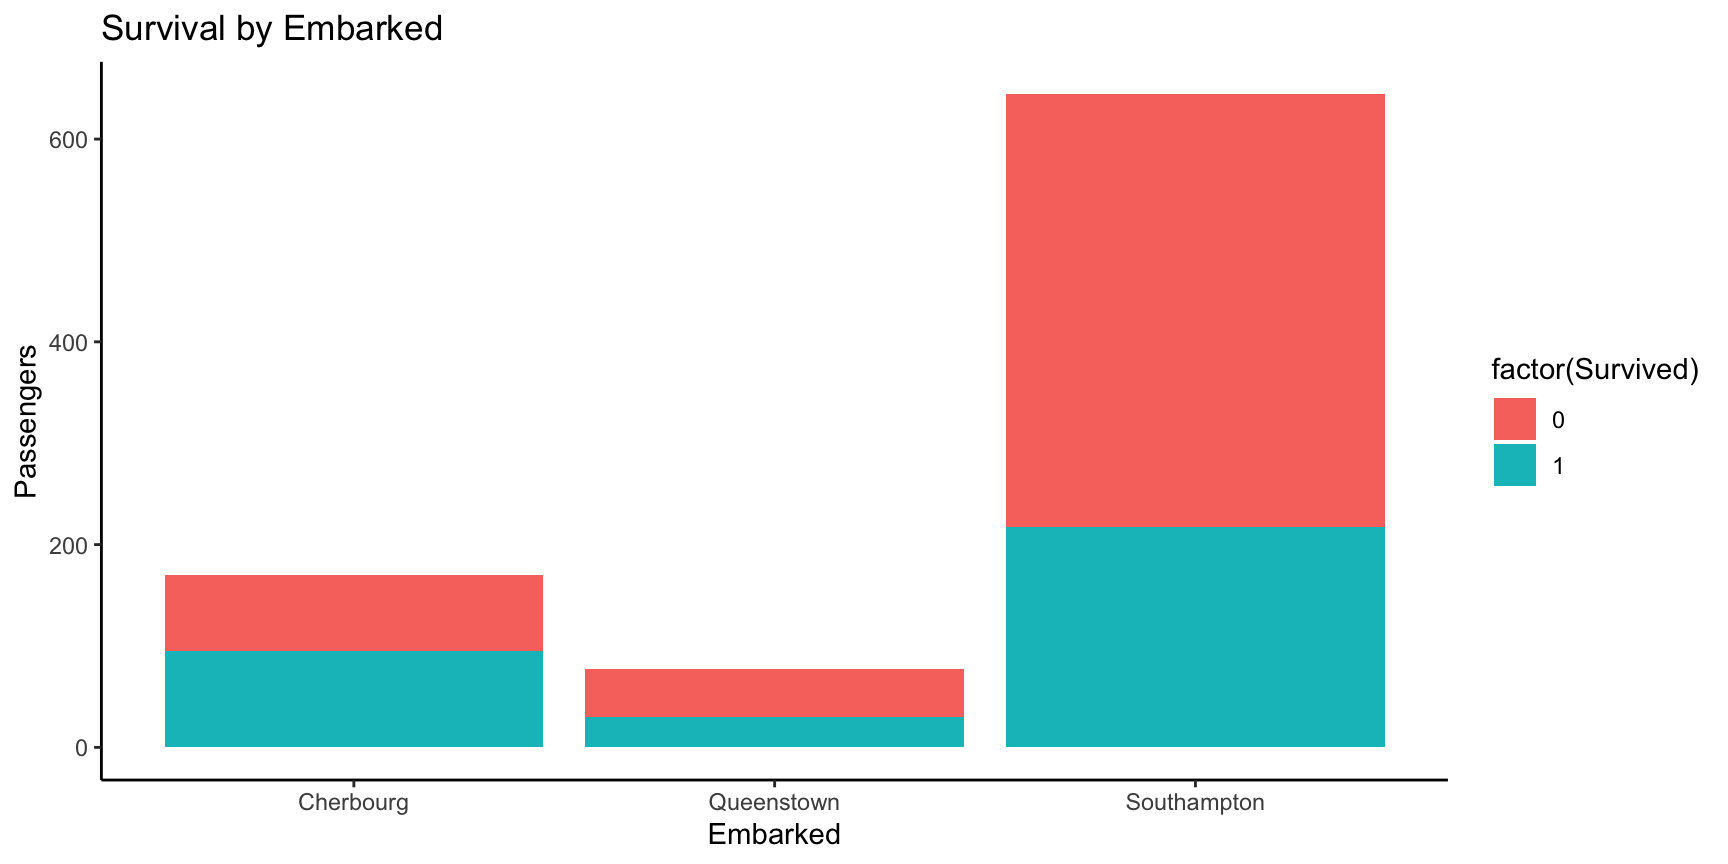 Survival by Embarked
Passengers
600
400
200
0
Cherbourg
Queenstown
Southampton
Embarked
factor(Survived)
0
1